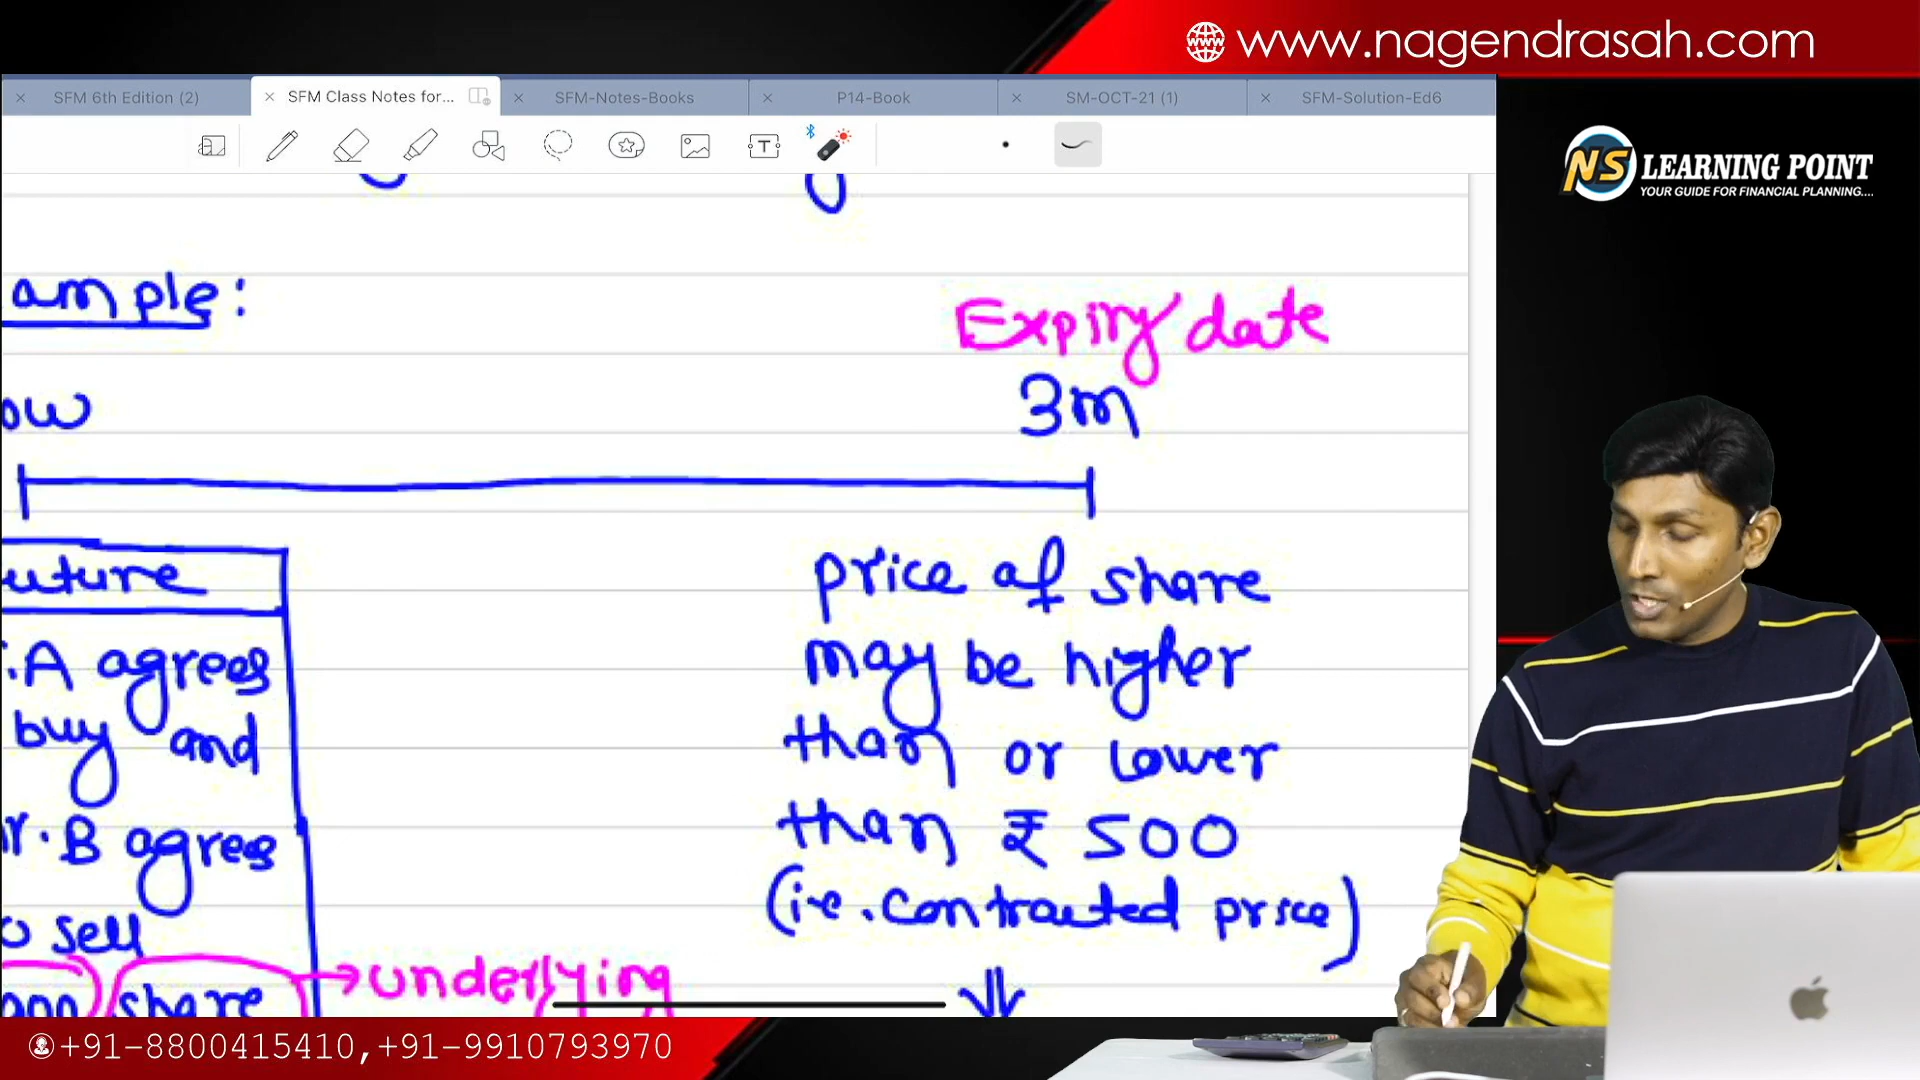 www.nagendrasah.com
SFM 6th Edition (2)
SFM Class Notes for...
SFM-Notes-Books
P14-Book
SM-OCT-21 (1)
SFM-Solution-Ed6
NS LEARNING POINT
YOUR GUIDE FOR FINANCIAL PLANNING....
ample:
Expiry date
ow
3m
uture
r.A agrees
buy and
r.B agrees
o sell
share → underlying
price of share
may be higher
than or lower
than ₹ 500
(i.e. contracted price)
+91-8800415410,+91-9910793970